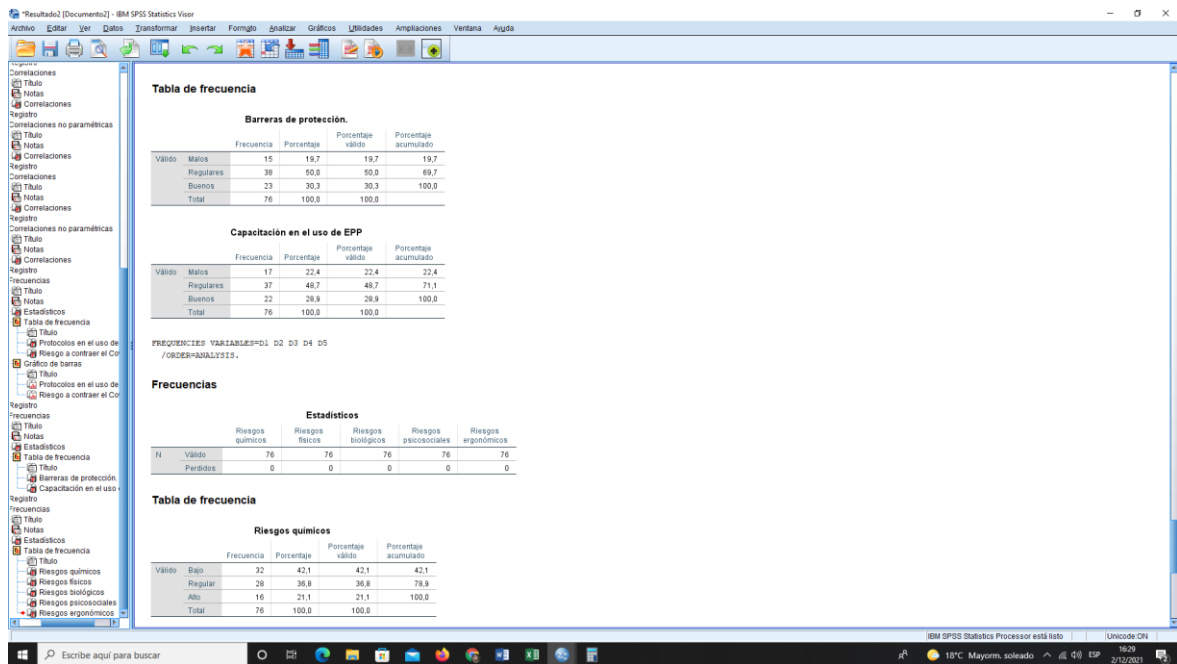 *Resultado2 [Documento2] - IBM SPSS Statistics Visor
Archivo Editar Ver Datos Transformar Insertar Formato Analizar Gráficos Utilidades Ampliaciones Ventana Ayuda
Correlaciones
Título
Notas
Correlaciones
Registro
Correlaciones no paramétricas
Título
Notas
Correlaciones
Registro
Correlaciones
Título
Notas
Correlaciones
Registro
Correlaciones no paramétricas
Título
Notas
Correlaciones
Registro
Frecuencias
Título
Notas
Estadísticos
Tabla de frecuencia
Título
Protocolos en el uso de
Riesgo a contraer el Co
Gráfico de barras
Título
Protocolos en el uso de
Riesgo a contraer el Co
Registro
Frecuencias
Título
Notas
Estadísticos
Tabla de frecuencia
Título
Barreras de protección.
Capacitación en el uso
Registro
Frecuencias
Título
Notas
Estadísticos
Tabla de frecuencia
Título
Riesgos químicos
Riesgos físicos
Riesgos biológicos
Riesgos psicosociales
Riesgos ergonómicos
Tabla de frecuencia
Barreras de protección.
Frecuencia Porcentaje Porcentaje válido Porcentaje acumulado
Válido Malos 15 19,7 19,7 19,7
Regulares 38 50,0 50,0 69,7
Buenos 23 30,3 30,3 100,0
Total 76 100,0 100,0
Capacitación en el uso de EPP
Frecuencia Porcentaje Porcentaje válido Porcentaje acumulado
Válido Malos 17 22,4 22,4 22,4
Regulares 37 48,7 48,7 71,1
Buenos 22 28,9 28,9 100,0
Total 76 100,0 100,0
FREQUENCIES VARIABLES=D1 D2 D3 D4 D5
/ORDER=ANALYSIS.
Frecuencias
Estadísticos
Riesgos químicos Riesgos físicos Riesgos biológicos Riesgos psicosociales Riesgos ergonómicos
N Válido 76 76 76 76 76
Perdidos 0 0 0 0 0
Tabla de frecuencia
Riesgos químicos
Frecuencia Porcentaje Porcentaje válido Porcentaje acumulado
Válido Bajo 32 42,1 42,1 42,1
Regular 28 36,8 36,8 78,9
Alto 16 21,1 21,1 100,0
Total 76 100,0 100,0
IBM SPSS Statistics Processor está listo Unicode:ON
Escribe aquí para buscar
18°C Mayorm. soleado ESP 16:29
2/12/2021